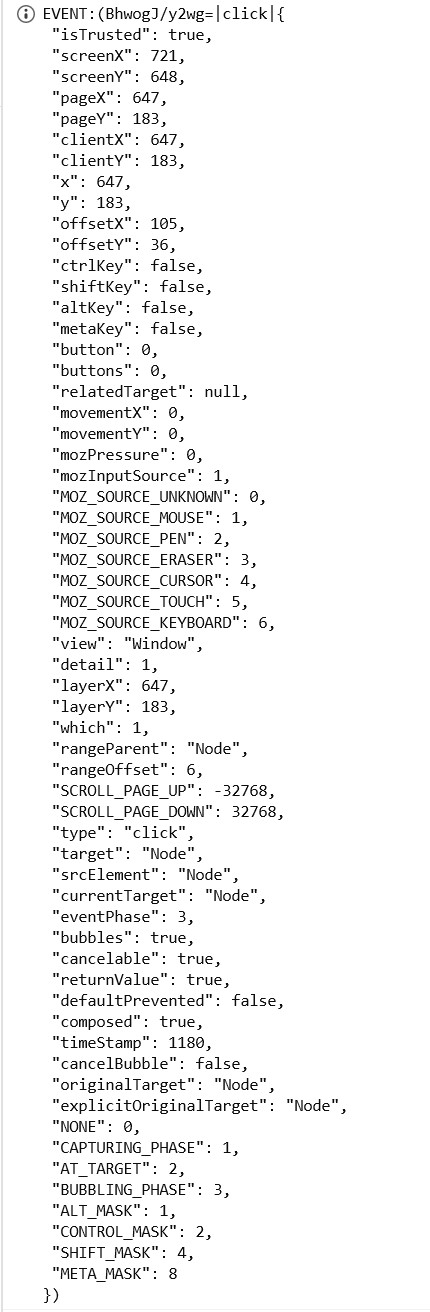 EVENT:(BhwogJ/y2wg=|click|{
"isTrusted": true,
"screenX": 721,
"screenY": 648,
"pageX": 647,
"pageY": 183,
"clientX": 647,
"clientY": 183,
"x": 647,
"y": 183,
"offsetX": 105,
"offsetY": 36,
"ctrlKey": false,
"shiftKey": false,
"altKey": false,
"metaKey": false,
"button": 0,
"buttons": 0,
"relatedTarget": null,
"movementX": 0,
"movementY": 0,
"mozPressure": 0,
"mozInputSource": 1,
"MOZ_SOURCE_UNKNOWN": 0,
"MOZ_SOURCE_MOUSE": 1,
"MOZ_SOURCE_PEN": 2,
"MOZ_SOURCE_ERASER": 3,
"MOZ_SOURCE_CURSOR": 4,
"MOZ_SOURCE_TOUCH": 5,
"MOZ_SOURCE_KEYBOARD": 6,
"view": "Window",
"detail": 1,
"layerX": 647,
"layerY": 183,
"which": 1,
"rangeParent": "Node",
"rangeOffset": 6,
"SCROLL_PAGE_UP": -32768,
"SCROLL_PAGE_DOWN": 32768,
"type": "click",
"target": "Node",
"srcElement": "Node",
"currentTarget": "Node",
"eventPhase": 3,
"bubbles": true,
"cancelable": true,
"returnValue": true,
"defaultPrevented": false,
"composed": true,
"timeStamp": 1180,
"cancelBubble": false,
"originalTarget": "Node",
"explicitOriginalTarget": "Node",
"NONE": 0,
"CAPTURING_PHASE": 1,
"AT_TARGET": 2,
"BUBBLING_PHASE": 3,
"ALT_MASK": 1,
"CONTROL_MASK": 2,
"SHIFT_MASK": 4,
"META_MASK": 8
})